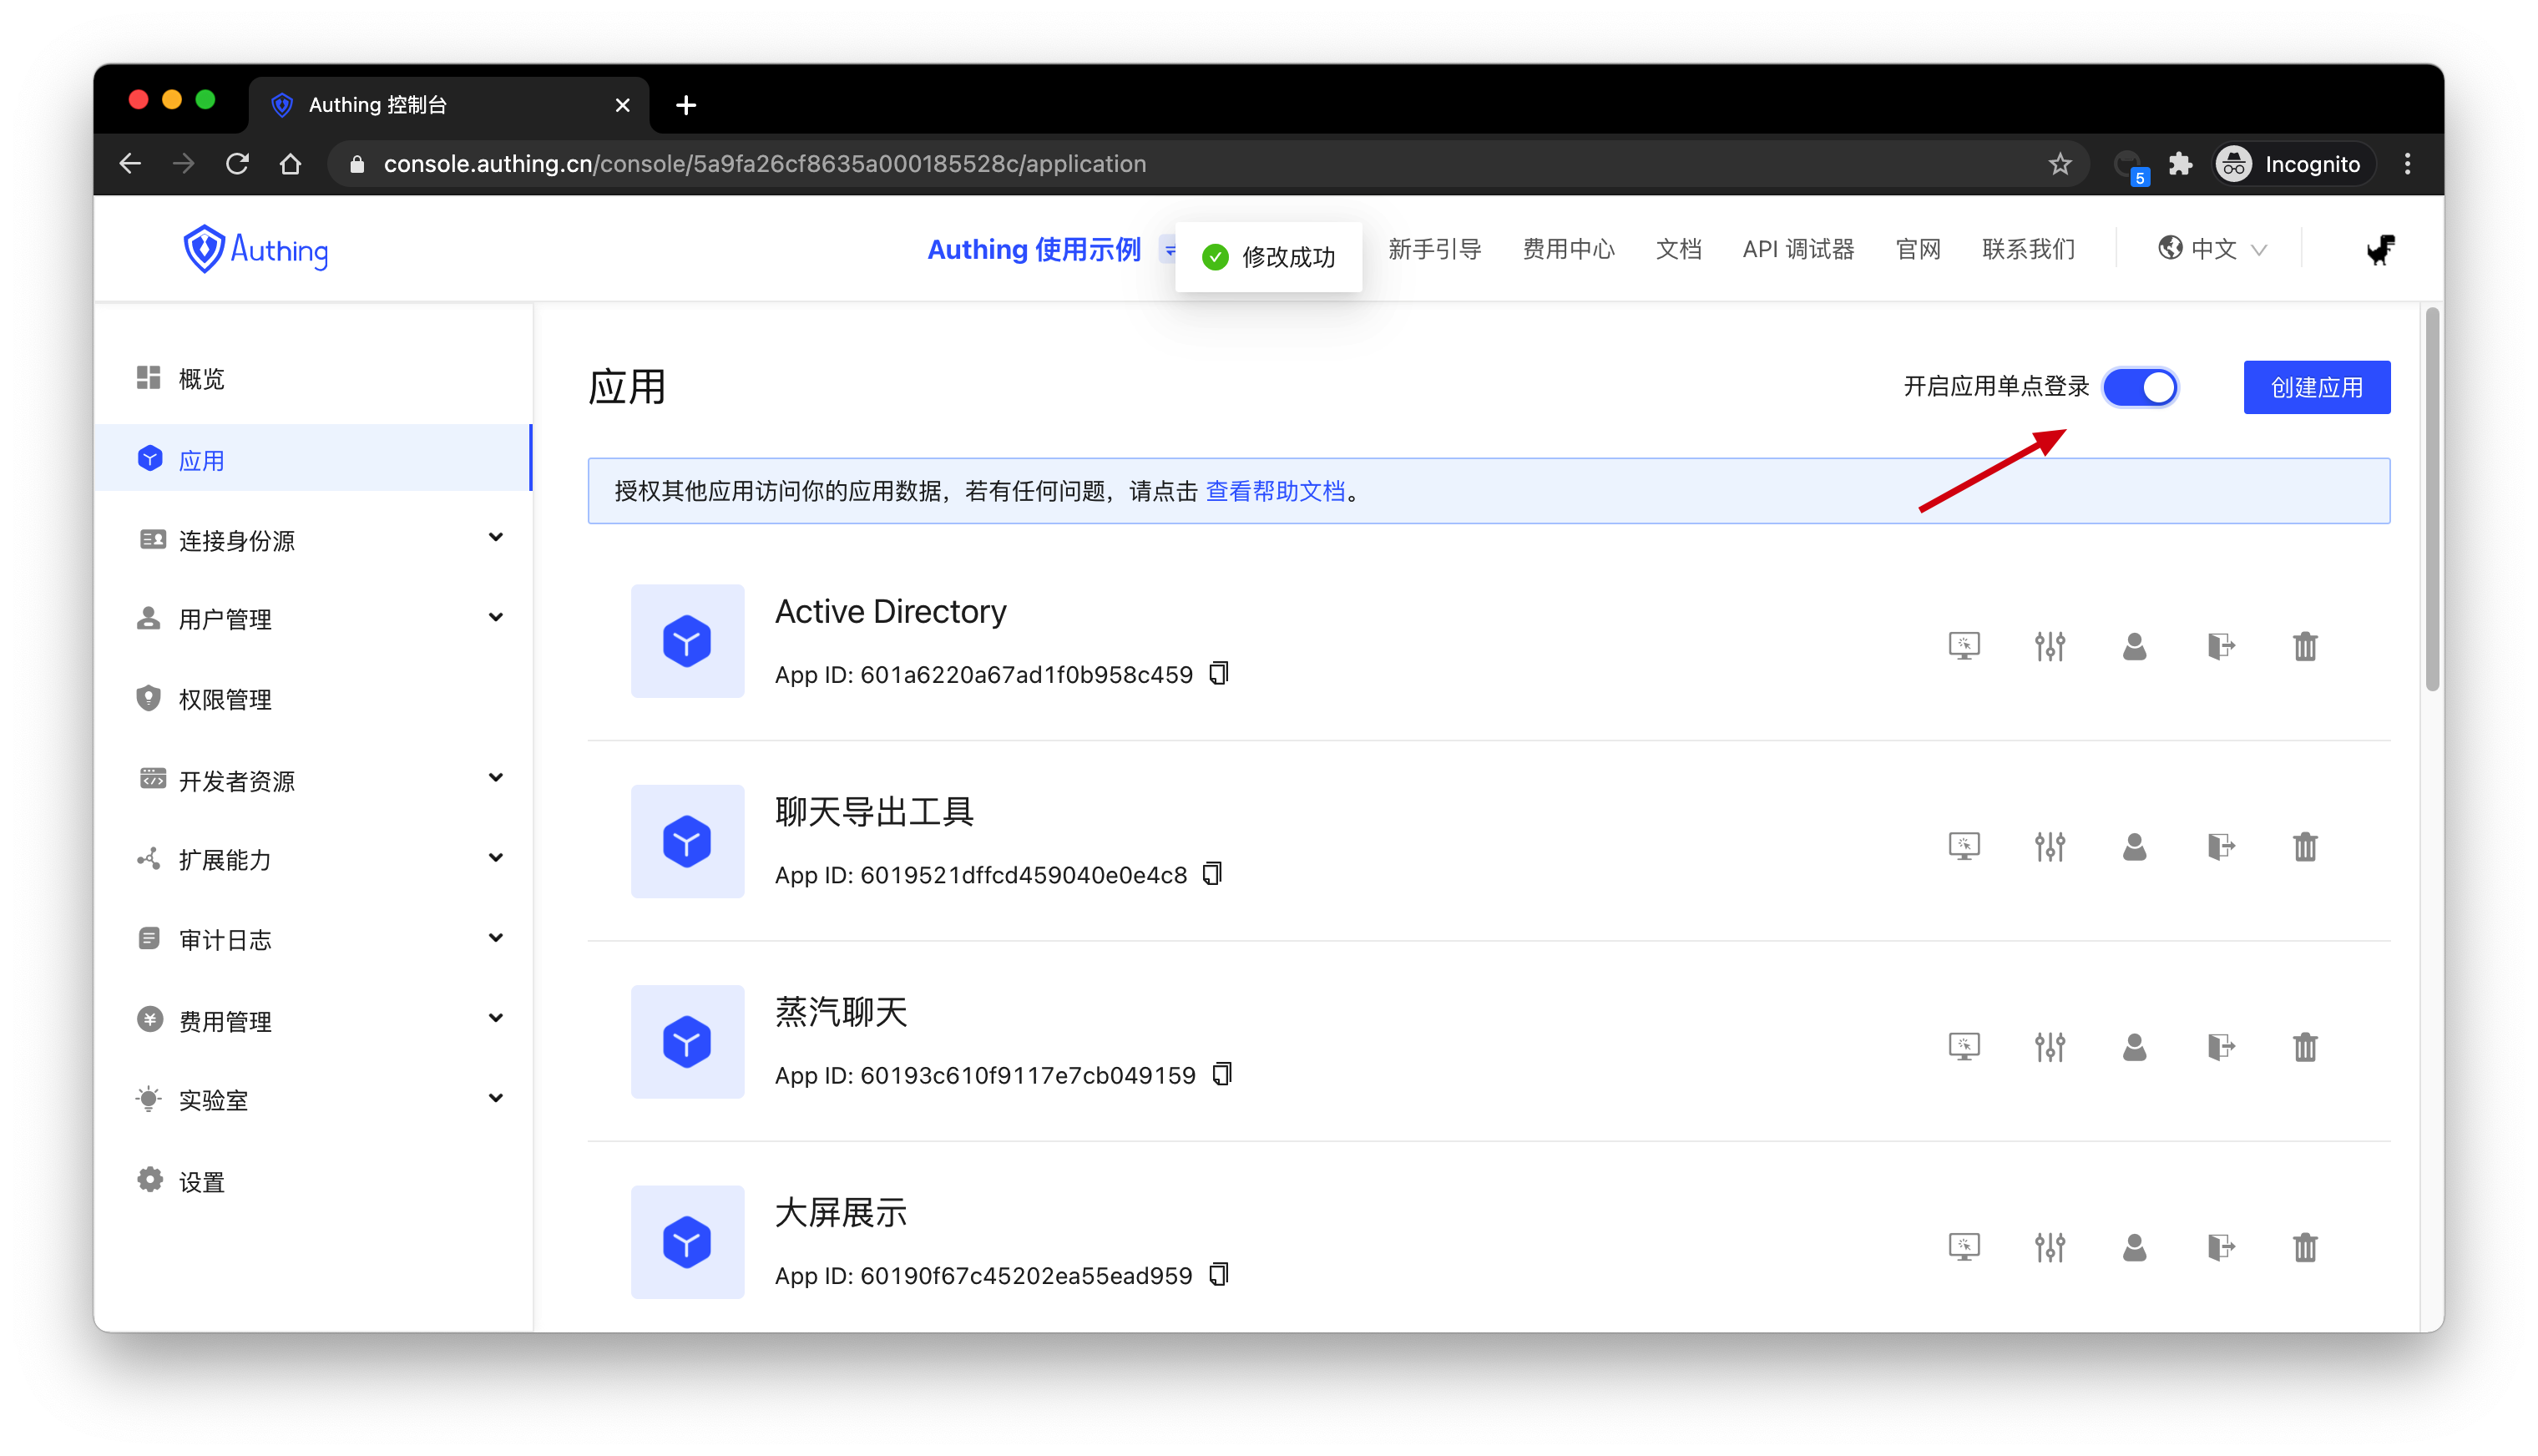 Authing 控制台
console.authing.cn/console/5a9fa26cf8635a000185528c/application
5
Incognito
Authing
Authing 使用示例
修改成功
新手引导
费用中心
文档
API 调试器
官网
联系我们
中文
概览
应用
连接身份源
用户管理
权限管理
开发者资源
扩展能力
审计日志
费用管理
实验室
设置
应用
开启应用单点登录
创建应用
授权其他应用访问你的应用数据，若有任何问题，请点击 查看帮助文档。
Active Directory
App ID: 601a6220a67ad1f0b958c459
聊天导出工具
App ID: 6019521dffcd459040e0e4c8
蒸汽聊天
App ID: 60193c610f9117e7cb049159
大屏展示
App ID: 60190f67c45202ea55ead959